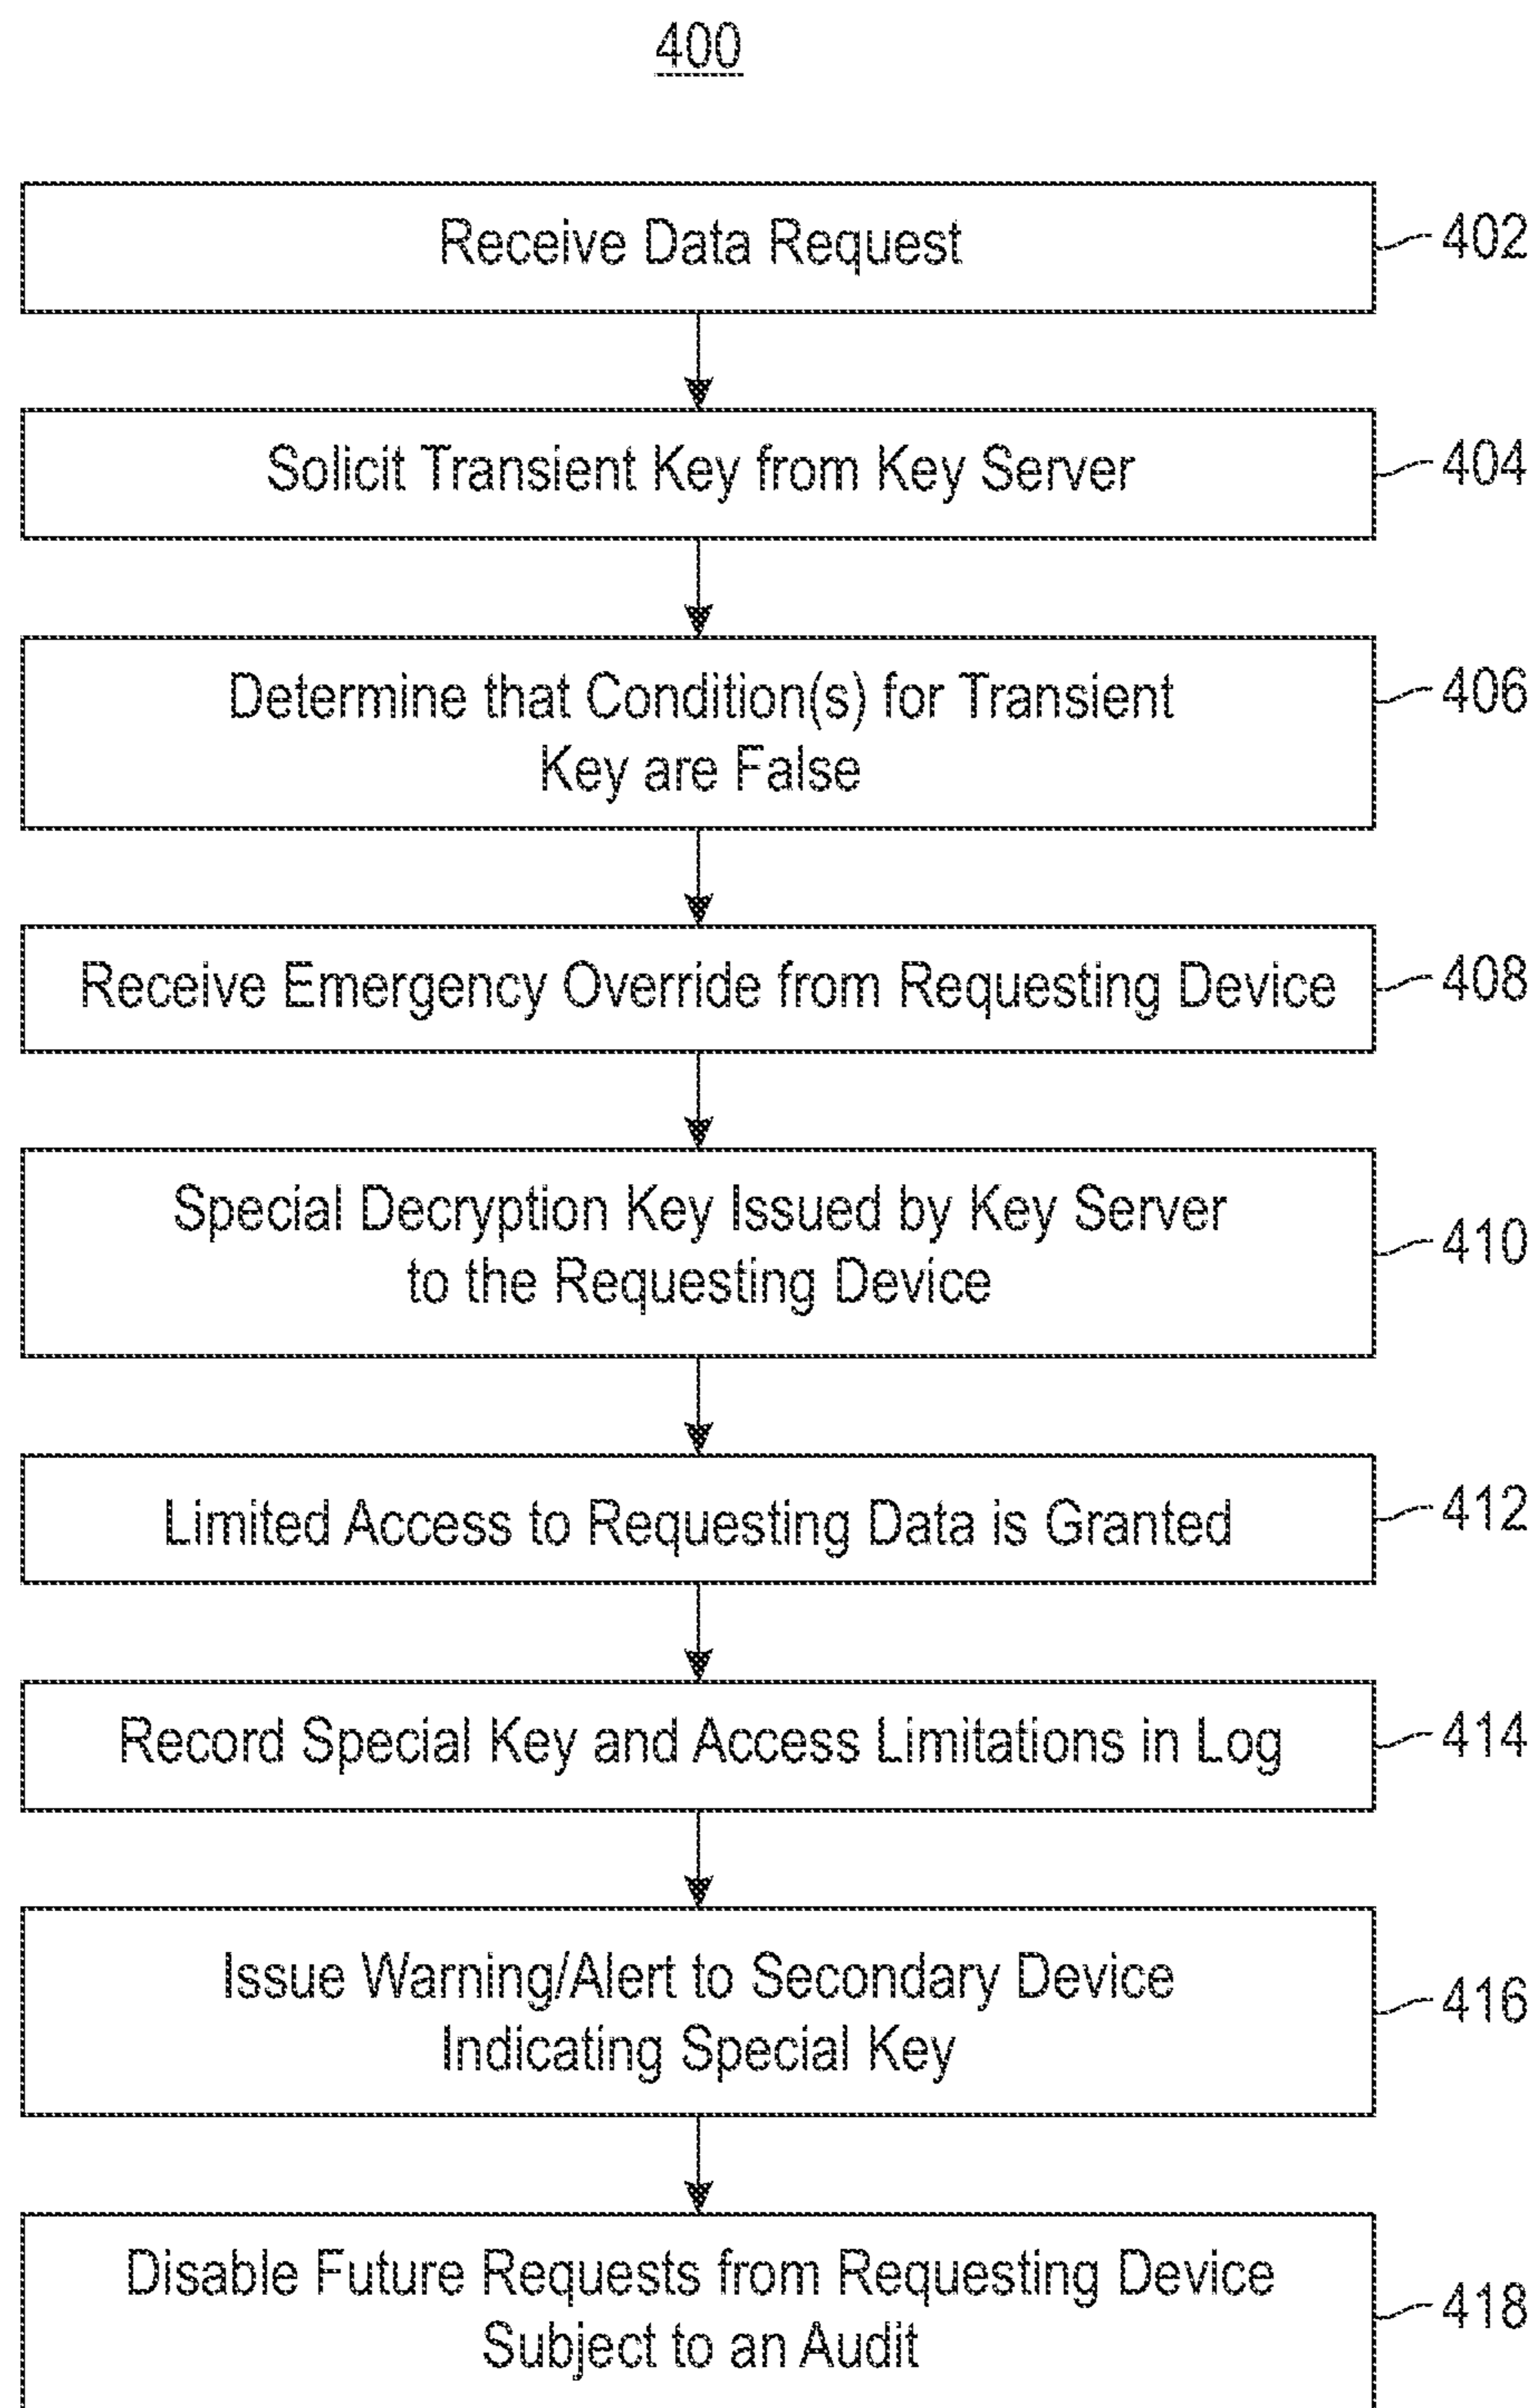 400
Receive Data Request
402
Solicit Transient Key from Key Server
404
Determine that Condition(s) for Transient
Key are False
406
Receive Emergency Override from Requesting Device
408
Special Decryption Key Issued by Key Server
to the Requesting Device
410
Limited Access to Requesting Data is Granted
412
Record Special Key and Access Limitations in Log
414
Issue Warning/Alert to Secondary Device
Indicating Special Key
416
Disable Future Requests from Requesting Device
Subject to an Audit
418